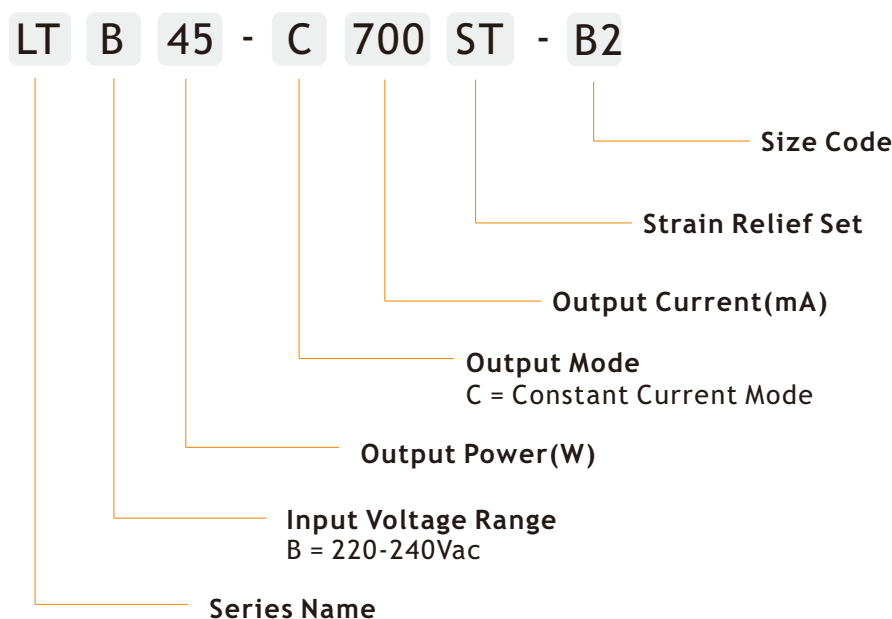 LT B 45 - C 700 ST - B2
Size Code
Strain Relief Set
Output Current(mA)
Output Mode
C = Constant Current Mode
Output Power(W)
Input Voltage Range
B = 220-240Vac
Series Name